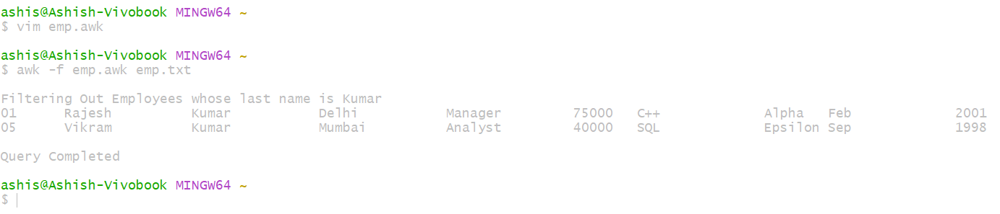 ashis@Ashish-Vivobook MINGW64 ~
$ vim emp.awk
ashis@Ashish-Vivobook MINGW64 ~
$ awk -f emp.awk emp.txt
Filtering Out Employees whose last name is Kumar
01      Rajesh          Kumar           Delhi           Manager         75000   C++             Alpha   Feb             2001
05      Vikram          Kumar           Mumbai          Analyst         40000   SQL             Epsilon Sep             1998
Query Completed
ashis@Ashish-Vivobook MINGW64 ~
$